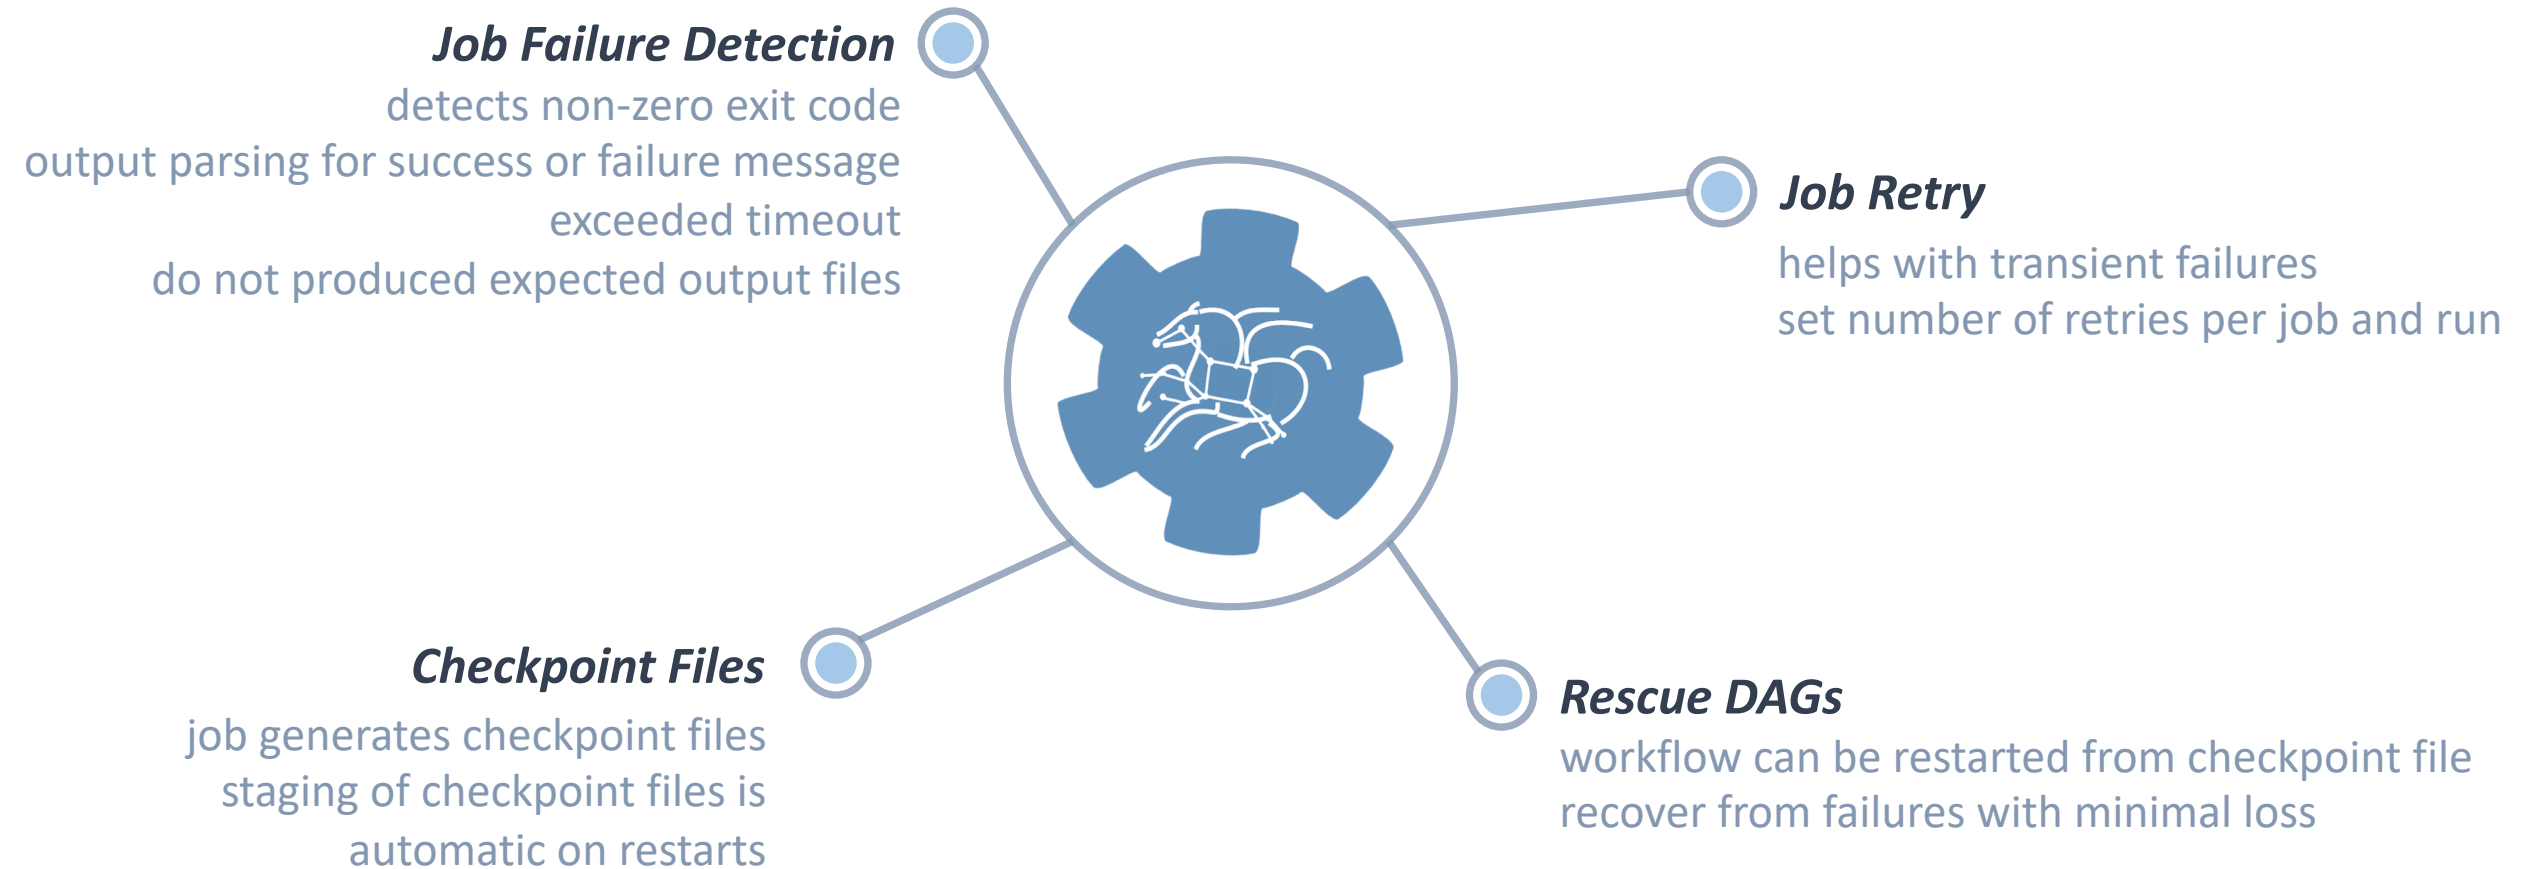 Job Failure Detection
detects non-zero exit code
output parsing for success or failure message
exceeded timeout
do not produced expected output files
Job Retry
helps with transient failures
set number of retries per job and run
Checkpoint Files
job generates checkpoint files
staging of checkpoint files is
automatic on restarts
Rescue DAGs
workflow can be restarted from checkpoint file
recover from failures with minimal loss